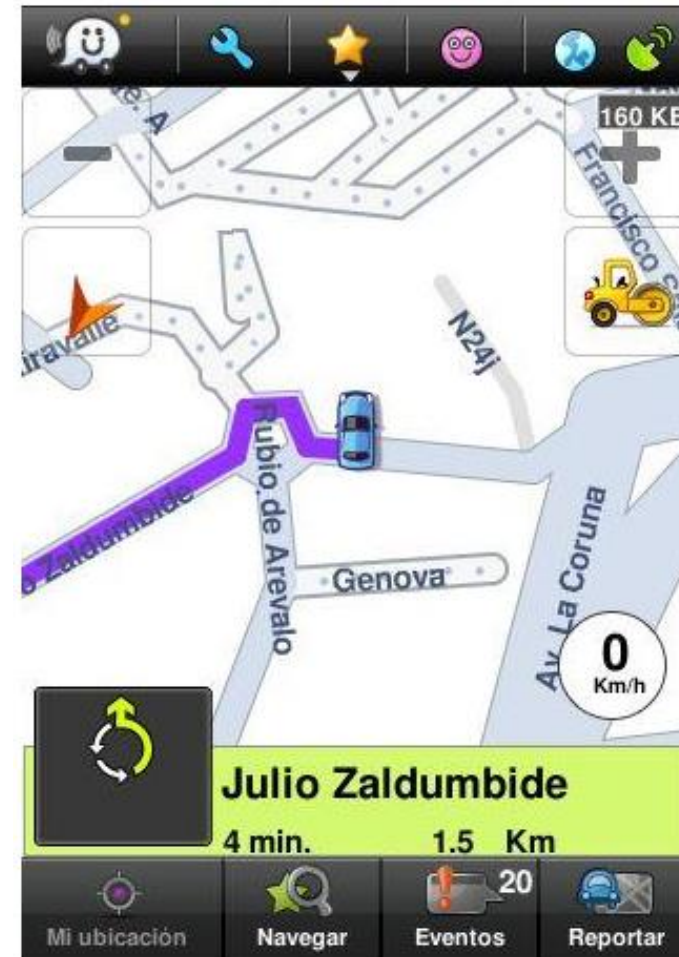 160 KB
N24j
Rubio de Arevalo
Zaldumbide
Genova
Av. La Coruna
0
Km/h
Julio Zaldumbide
4 min. 1.5 Km
20
Mi ubicación Navegar Eventos Reportar
Francisco